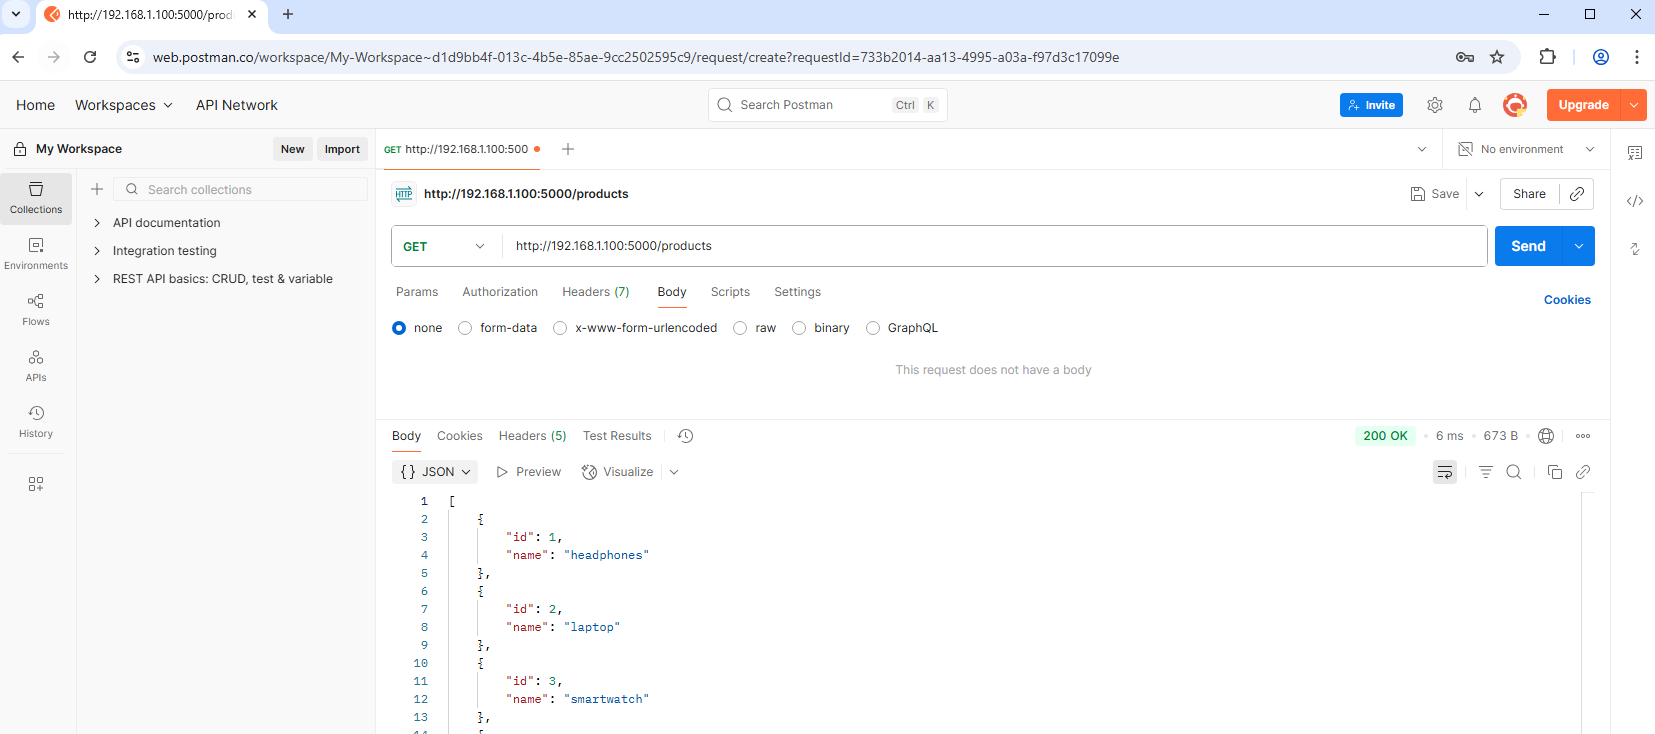 http://192.168.1.100:5000/produ
web.postman.co/workspace/My-Workspace~d1d9bb4f-013c-4b5e-85ae-9cc2502595c9/request/create?requestId=733b2014-aa13-4995-a03a-f97d3c17099e
Home Workspaces API Network Search Postman Ctrl K Invite Upgrade
My Workspace New Import GET http://192.168.1.100:500 No environment
Search collections
Collections
Environments
Flows
APIs
History
API documentation
Integration testing
REST API basics: CRUD, test & variable
HTTP http://192.168.1.100:5000/products Save Share
GET http://192.168.1.100:5000/products Send
Params Authorization Headers (7) Body Scripts Settings Cookies
none form-data x-www-form-urlencoded raw binary GraphQL
This request does not have a body
Body Cookies Headers (5) Test Results 200 OK • 6 ms • 673 B
{} JSON Preview Visualize
1 [
2 {
3 "id": 1,
4 "name": "headphones"
5 },
6 {
7 "id": 2,
8 "name": "laptop"
9 },
10 {
11 "id": 3,
12 "name": "smartwatch"
13 },